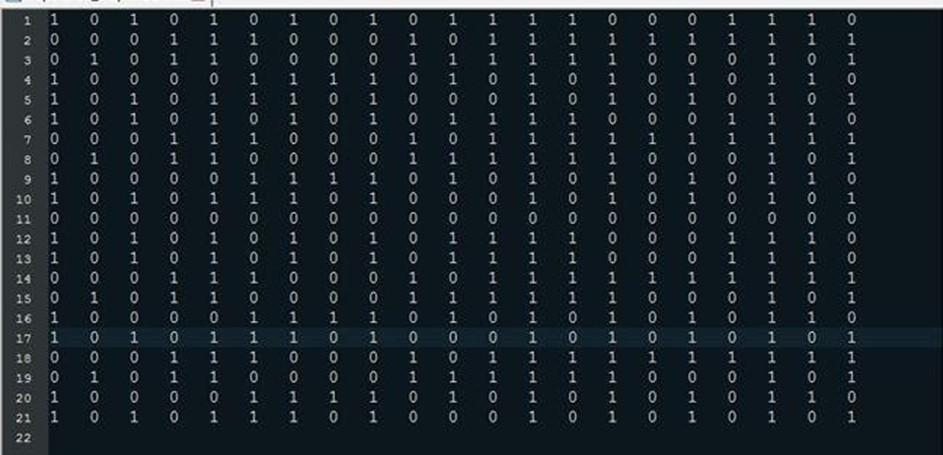 1 1 0 1 0 1 0 1 0 1 0 1 1 1 1 0 0 0 1 1 1 0
2 0 0 0 1 1 1 0 0 0 1 0 1 1 1 1 1 1 1 1 1 1
3 0 1 0 1 1 0 0 0 0 1 1 1 1 1 1 0 0 0 1 0 1
4 1 0 0 0 0 1 1 1 1 0 1 0 1 0 1 0 1 0 1 1 0
5 1 0 1 0 1 1 1 0 1 0 0 0 1 0 1 0 1 0 1 0 1
6 1 0 1 0 1 0 1 0 1 0 1 1 1 1 0 0 0 1 1 1 0
7 0 0 0 1 1 1 0 0 0 1 0 1 1 1 1 1 1 1 1 1 1
8 0 1 0 1 1 0 0 0 0 1 1 1 1 1 1 0 0 0 1 0 1
9 1 0 0 0 0 1 1 1 1 0 1 0 1 0 1 0 1 0 1 1 0
10 1 0 1 0 1 1 1 0 1 0 0 0 1 0 1 0 1 0 1 0 1
11 0 0 0 0 0 0 0 0 0 0 0 0 0 0 0 0 0 0 0 0 0
12 1 0 1 0 1 0 1 0 1 0 1 1 1 1 0 0 0 1 1 1 0
13 1 0 1 0 1 0 1 0 1 0 1 1 1 1 0 0 0 1 1 1 0
14 0 0 0 1 1 1 0 0 0 1 0 1 1 1 1 1 1 1 1 1 1
15 0 1 0 1 1 0 0 0 0 1 1 1 1 1 1 0 0 0 1 0 1
16 1 0 0 0 0 1 1 1 1 0 1 0 1 0 1 0 1 0 1 1 0
17 1 0 1 0 1 1 1 0 1 0 0 0 1 0 1 0 1 0 1 0 1
18 0 0 0 1 1 1 0 0 0 1 0 1 1 1 1 1 1 1 1 1 1
19 0 1 0 1 1 0 0 0 0 1 1 1 1 1 1 0 0 0 1 0 1
20 1 0 0 0 0 1 1 1 1 0 1 0 1 0 1 0 1 0 1 1 0
21 1 0 1 0 1 1 1 0 1 0 0 0 1 0 1 0 1 0 1 0 1
22